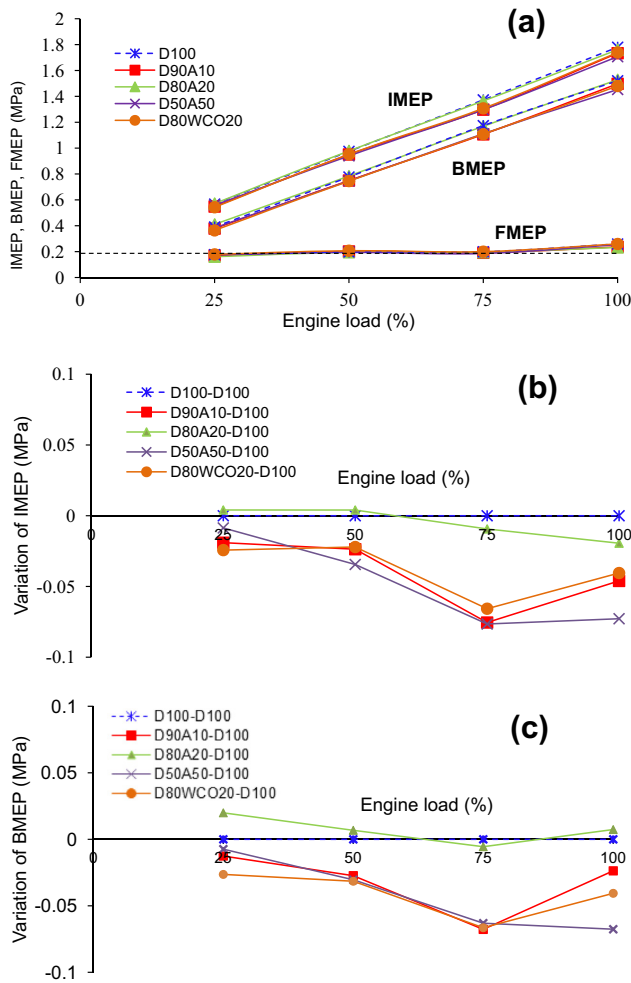 (a)
IMEP, BMEP, FMEP (MPa)
2
1.8
1.6
1.4
1.2
1
0.8
0.6
0.4
0.2
0
D100
D90A10
D80A20
D50A50
D80WCO20
IMEP
BMEP
FMEP
0 25 50 75 100
Engine load (%)
(b)
Variation of IMEP (MPa)
0.1
0.05
0
-0.05
-0.1
D100-D100
D90A10-D100
D80A20-D100
D50A50-D100
D80WCO20-D100
Engine load (%)
0 25 50 75 100
(c)
Variation of BMEP (MPa)
0.1
0.05
0
-0.05
-0.1
D100-D100
D90A10-D100
D80A20-D100
D50A50-D100
D80WCO20-D100
Engine load (%)
0 25 50 75 100